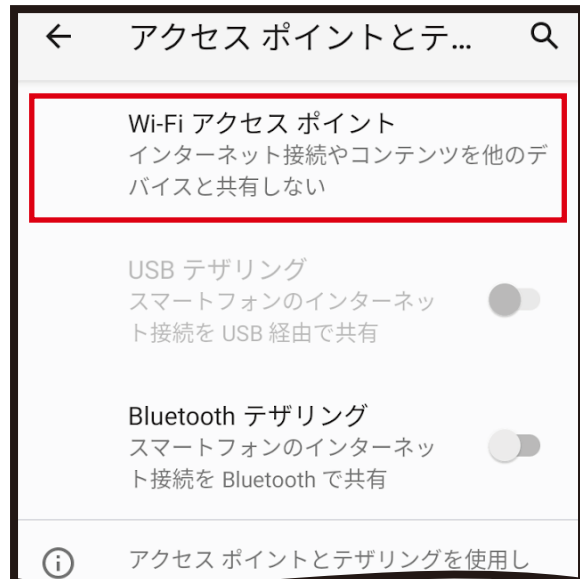 アクセス ポイントとテ...
Wi-Fi アクセス ポイント
インターネット接続やコンテンツを他のデ
バイスと共有しない
USB テザリング
スマートフォンのインターネッ
ト接続を USB 経由で共有
Bluetooth テザリング
スマートフォンのインターネッ
ト接続を Bluetooth で共有
アクセス ポイントとテザリングを使用し